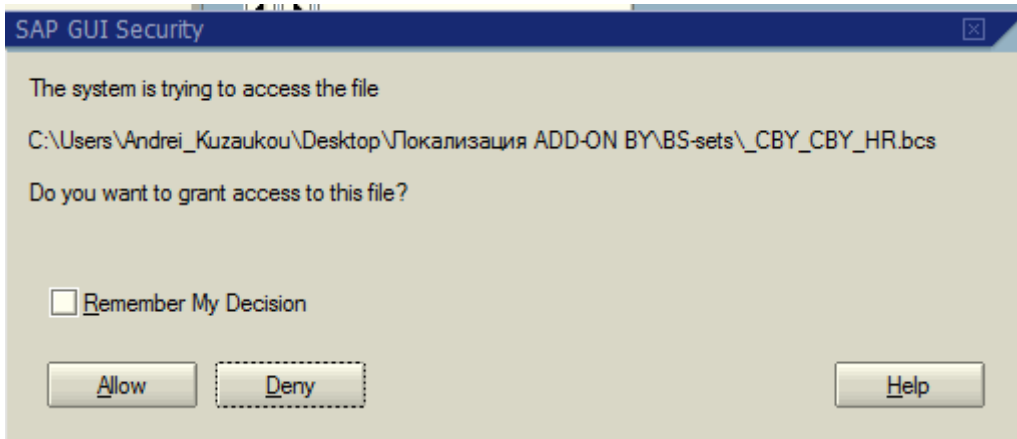 SAP GUI Security
The system is trying to access the file
C:\Users\Andrei_Kuzaukou\Desktop\Локализация ADD-ON BY\BS-sets\_CBY_CBY_HR.bcs
Do you want to grant access to this file?
Remember My Decision
Allow Deny Help